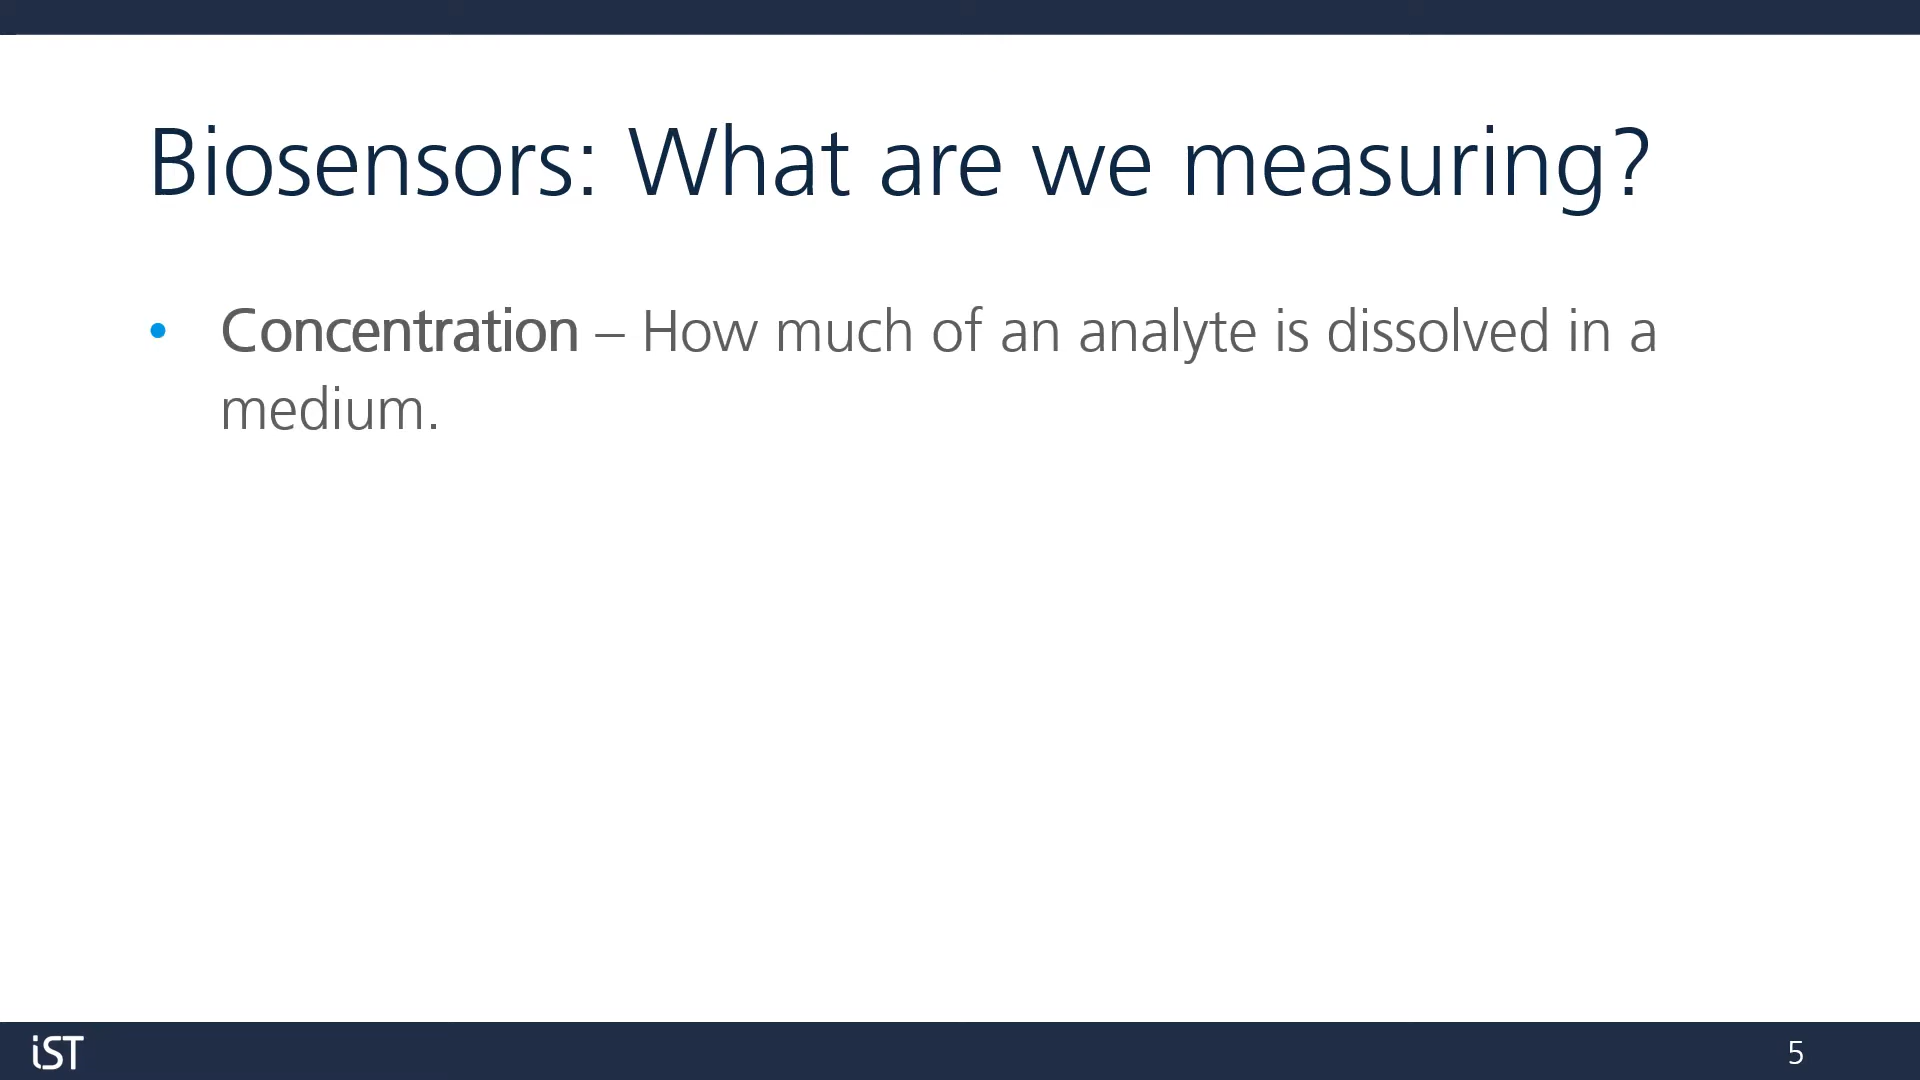 Biosensors: What are we measuring?
• Concentration – How much of an analyte is dissolved in a
medium.
iST
5